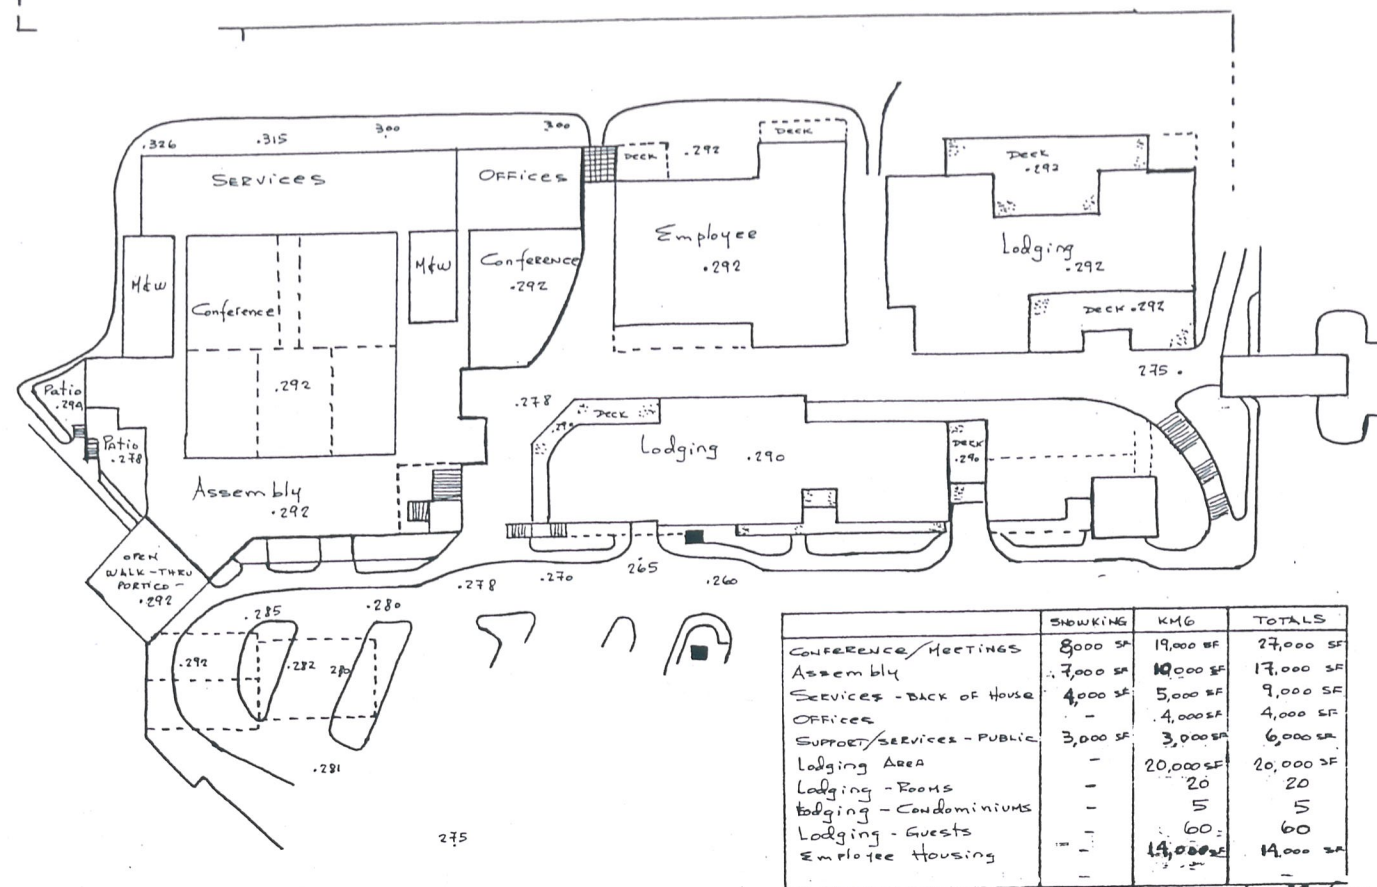 .326
.315
300
300
SERVICES
OFFICES
DECK
.292
DECK
DECK
.292
Employee
.292
Lodging
.292
M&W
Conference
M&W
Conference
.292
DECK .292
.292
275 .
Patio
.294
Patio
.278
.278
DECK
.290
Lodging .290
DECK
.290
Assembly
.292
OPEN
WALK-THRU
PORTICO -
.292
.278
.270
265
.260
.285
.280
.292
.282
280
.281
275
SNOWKING KM6 TOTALS
CONFERENCE/MEETINGS 8,000 SF 19,000 SF 27,000 SF
Assembly 7,000 SF 10,000 SF 17,000 SF
SERVICES - BACK OF HOUSE 4,000 SF 5,000 SF 9,000 SF
OFFICES - 4,000 SF 4,000 SF
SUPPORT/SERVICES - PUBLIC 3,000 SF 3,000 SF 6,000 SF
Lodging AREA - 20,000 SF 20,000 SF
Lodging - ROOMS - 20 20
Lodging - CONDOMINIUMS - 5 5
Lodging - Guests - 60 60
Employee Housing - 14,000 SF 14,000 SF
- -